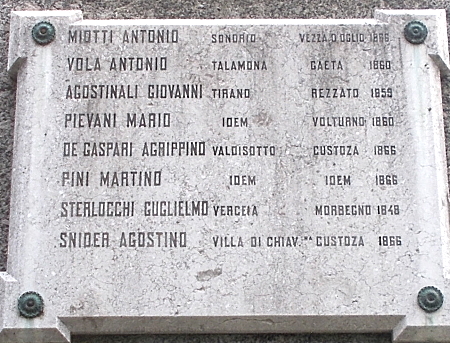 MIOTTI ANTONIO SONDRIO VEZZA D'OGLIO 1866
VOLA ANTONIO TALAMONA GAETA 1860
AGOSTINALI GIOVANNI TIRANO REZZATO 1859
PIEVANI MARIO IDEM VOLTURNO 1860
DE GASPARI AGRIPPINO VALDISOTTO CUSTOZA 1866
PINI MARTINO IDEM IDEM 1866
STERLOCCHI GUGLIELMO VERCEIA MORBEGNO 1848
SNIDER AGOSTINO VILLA DI CHIAV.NA CUSTOZA 1866